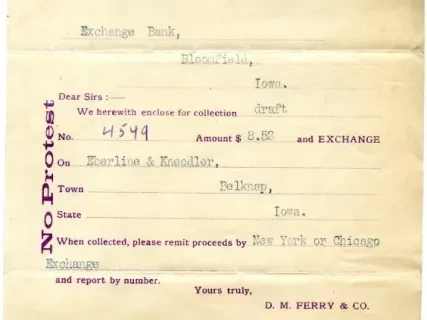 Exchange Bank,
Bloomfield,
Iowa.
Dear Sirs :—
We herewith enclose for collection draft
No. 4549 Amount $ 8.52 and EXCHANGE
On Eberline & Kneedler,
Town Belknap,
State Iowa.
When collected, please remit proceeds by New York or Chicago
Exchange
and report by number.
Yours truly,
D. M. FERRY & CO.
No Protest